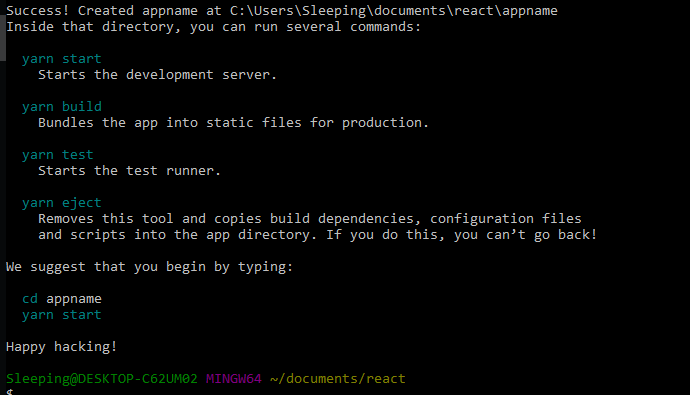 Success! Created appname at C:\Users\Sleeping\documents\react\appname
Inside that directory, you can run several commands:
yarn start
Starts the development server.
yarn build
Bundles the app into static files for production.
yarn test
Starts the test runner.
yarn eject
Removes this tool and copies build dependencies, configuration files
and scripts into the app directory. If you do this, you can’t go back!
We suggest that you begin by typing:
cd appname
yarn start
Happy hacking!
Sleeping@DESKTOP-C62UM02 MINGW64 ~/documents/react
$